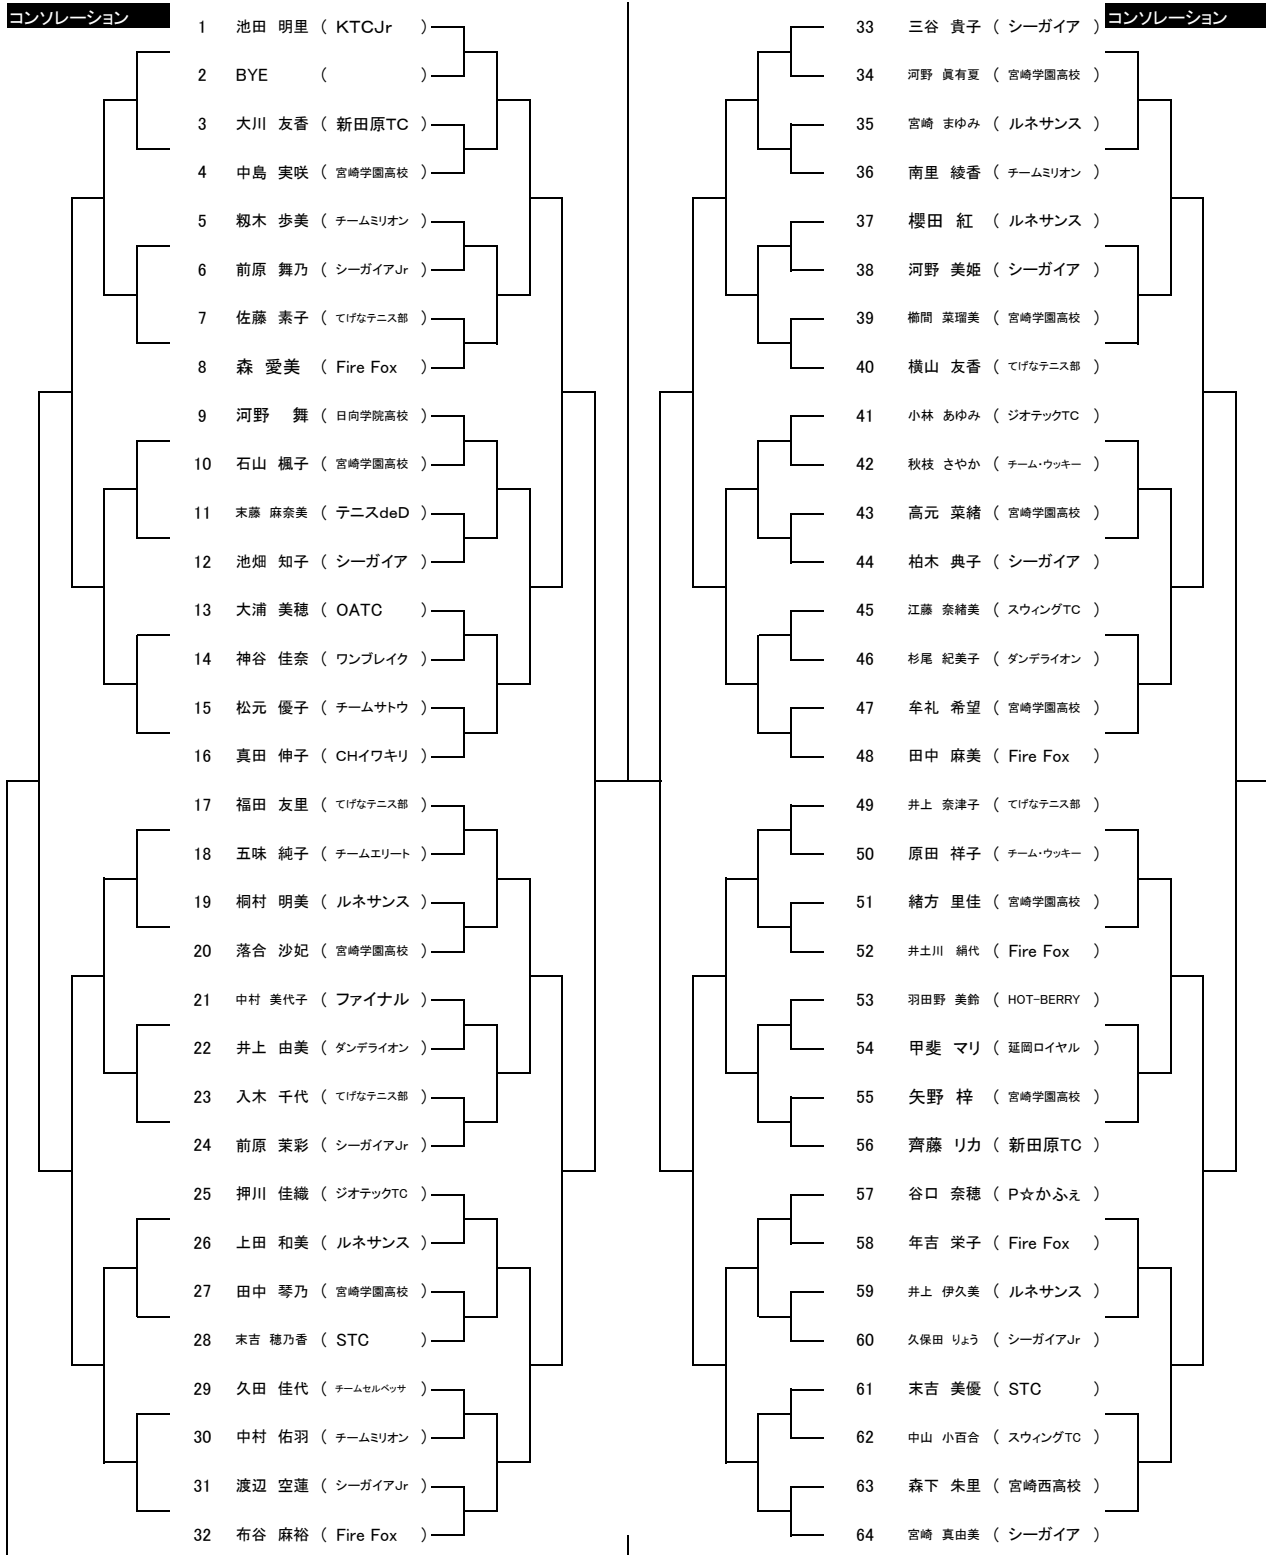 コンソレーション
1 池田 明里 ( KTCJr )
2 BYE ( )
3 大川 友香 ( 新田原TC )
4 中島 実咲 ( 宮崎学園高校 )
5 籾木 歩美 ( チームミリオン )
6 前原 舞乃 ( シーガイアJr )
7 佐藤 素子 ( てげなテニス部 )
8 森 愛美 ( Fire Fox )
9 河野 舞 ( 日向学院高校 )
10 石山 楓子 ( 宮崎学園高校 )
11 末藤 麻奈美 ( テニスdeD )
12 池畑 知子 ( シーガイア )
13 大浦 美穂 ( OATC )
14 神谷 佳奈 ( ワンブレイク )
15 松元 優子 ( チームサトウ )
16 真田 伸子 ( CHイワキリ )
17 福田 友里 ( てげなテニス部 )
18 五味 純子 ( チームエリート )
19 桐村 明美 ( ルネサンス )
20 落合 沙妃 ( 宮崎学園高校 )
21 中村 美代子 ( ファイナル )
22 井上 由美 ( ダンデライオン )
23 入木 千代 ( てげなテニス部 )
24 前原 茉彩 ( シーガイアJr )
25 押川 佳織 ( ジオテックTC )
26 上田 和美 ( ルネサンス )
27 田中 琴乃 ( 宮崎学園高校 )
28 末吉 穂乃香 ( STC )
29 久田 佳代 ( チームセルベッサ )
30 中村 佑羽 ( チームミリオン )
31 渡辺 空蓮 ( シーガイアJr )
32 布谷 麻裕 ( Fire Fox )
コンソレーション
33 三谷 貴子 ( シーガイア )
34 河野 眞有夏 ( 宮崎学園高校 )
35 宮崎 まゆみ ( ルネサンス )
36 南里 綾香 ( チームミリオン )
37 櫻田 紅 ( ルネサンス )
38 河野 美姫 ( シーガイア )
39 櫛間 菜瑠美 ( 宮崎学園高校 )
40 横山 友香 ( てげなテニス部 )
41 小林 あゆみ ( ジオテックTC )
42 秋枝 さやか ( チーム・ウッキー )
43 高元 菜緒 ( 宮崎学園高校 )
44 柏木 典子 ( シーガイア )
45 江藤 奈緒美 ( スウィングTC )
46 杉尾 紀美子 ( ダンデライオン )
47 牟礼 希望 ( 宮崎学園高校 )
48 田中 麻美 ( Fire Fox )
49 井上 奈津子 ( てげなテニス部 )
50 原田 祥子 ( チーム・ウッキー )
51 緒方 里佳 ( 宮崎学園高校 )
52 井土川 絹代 ( Fire Fox )
53 羽田野 美鈴 ( HOT-BERRY )
54 甲斐 マリ ( 延岡ロイヤル )
55 矢野 梓 ( 宮崎学園高校 )
56 齊藤 リカ ( 新田原TC )
57 谷口 奈穂 ( P☆かふぇ )
58 年吉 栄子 ( Fire Fox )
59 井上 伊久美 ( ルネサンス )
60 久保田 りょう ( シーガイアJr )
61 末吉 美優 ( STC )
62 中山 小百合 ( スウィングTC )
63 森下 朱里 ( 宮崎西高校 )
64 宮崎 真由美 ( シーガイア )